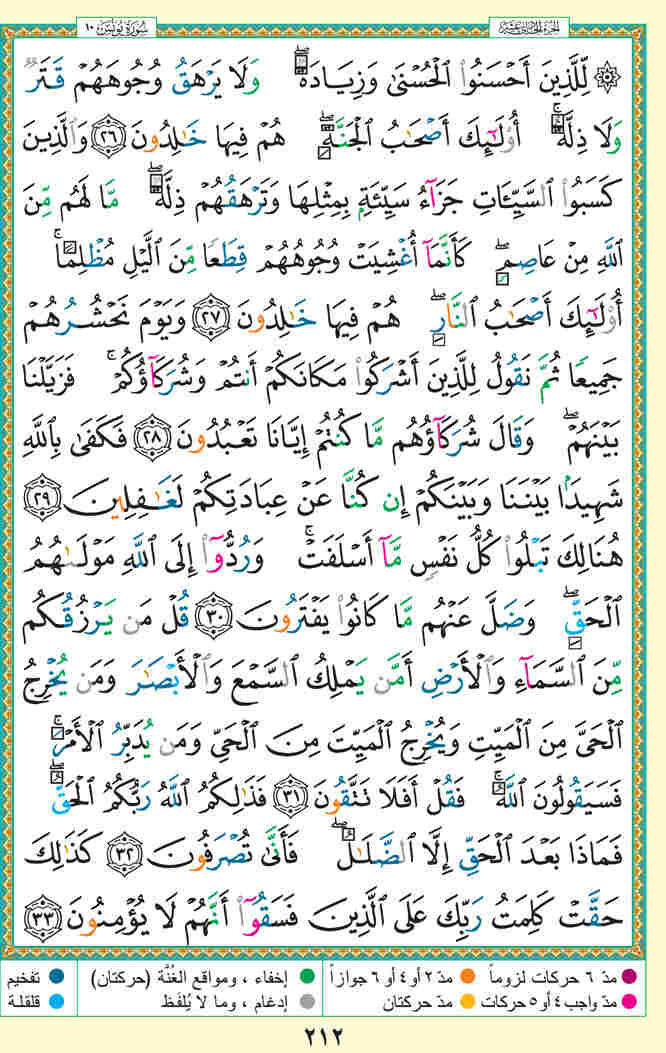 الجزء الحادي عشر
سورة يونس ١٠
۞ لِّلَّذِينَ أَحْسَنُوا۟ ٱلْحُسْنَىٰ وَزِيَادَةٌ ۖ وَلَا يَرْهَقُ وُجُوهَهُمْ قَتَرٌ
وَلَا ذِلَّةٌ ۚ أُو۟لَـٰٓئِكَ أَصْحَـٰبُ ٱلْجَنَّةِ ۖ هُمْ فِيهَا خَـٰلِدُونَ ﴿٢٦﴾ وَٱلَّذِينَ
كَسَبُوا۟ ٱلسَّيِّـَٔاتِ جَزَآءُ سَيِّئَةٍۭ بِمِثْلِهَا وَتَرْهَقُهُمْ ذِلَّةٌ ۖ مَّا لَهُم مِّنَ
ٱللَّهِ مِنْ عَاصِمٍ ۖ كَأَنَّمَآ أُغْشِيَتْ وُجُوهُهُمْ قِطَعًا مِّنَ ٱلَّيْلِ مُظْلِمًا ۚ
أُو۟لَـٰٓئِكَ أَصْحَـٰبُ ٱلنَّارِ ۖ هُمْ فِيهَا خَـٰلِدُونَ ﴿٢٧﴾ وَيَوْمَ نَحْشُرُهُمْ
جَمِيعًا ثُمَّ نَقُولُ لِلَّذِينَ أَشْرَكُوا۟ مَكَانَكُمْ أَنتُمْ وَشُرَكَآؤُكُمْ ۚ فَزَيَّلْنَا
بَيْنَهُمْ ۖ وَقَالَ شُرَكَآؤُهُم مَّا كُنتُمْ إِيَّانَا تَعْبُدُونَ ﴿٢٨﴾ فَكَفَىٰ بِٱللَّهِ
شَهِيدًۢا بَيْنَنَا وَبَيْنَكُمْ إِن كُنَّا عَنْ عِبَادَتِكُمْ لَغَـٰفِلِينَ ﴿٢٩﴾
هُنَالِكَ تَبْلُوا۟ كُلُّ نَفْسٍ مَّآ أَسْلَفَتْ ۚ وَرُدُّوٓا۟ إِلَى ٱللَّهِ مَوْلَىٰهُمُ
ٱلْحَقِّ ۖ وَضَلَّ عَنْهُم مَّا كَانُوا۟ يَفْتَرُونَ ﴿٣٠﴾ قُلْ مَن يَرْزُقُكُم
مِّنَ ٱلسَّمَآءِ وَٱلْأَرْضِ أَمَّن يَمْلِكُ ٱلسَّمْعَ وَٱلْأَبْصَـٰرَ وَمَن يُخْرِجُ
ٱلْحَىَّ مِنَ ٱلْمَيِّتِ وَيُخْرِجُ ٱلْمَيِّتَ مِنَ ٱلْحَىِّ وَمَن يُدَبِّرُ ٱلْأَمْرَ ۚ
فَسَيَقُولُونَ ٱللَّهُ ۚ فَقُلْ أَفَلَا تَتَّقُونَ ﴿٣١﴾ فَذَٰلِكُمُ ٱللَّهُ رَبُّكُمُ ٱلْحَقُّ ۖ
فَمَاذَا بَعْدَ ٱلْحَقِّ إِلَّا ٱلضَّلَـٰلُ ۖ فَأَنَّىٰ تُصْرَفُونَ ﴿٣٢﴾ كَذَٰلِكَ
حَقَّتْ كَلِمَتُ رَبِّكَ عَلَى ٱلَّذِينَ فَسَقُوٓا۟ أَنَّهُمْ لَا يُؤْمِنُونَ ﴿٣٣﴾
مدّ ٦ حركات لزوماً
مدّ ٢ أو ٤ أو ٦ جوازاً
إخفاء ، ومواقع الغُنَّة (حركتان)
تفخيم
مدّ واجب ٤ أو ٥ حركات
مدّ حركتان
إدغام ، وما لا يُلفَظ
قلقلة
٢١٢